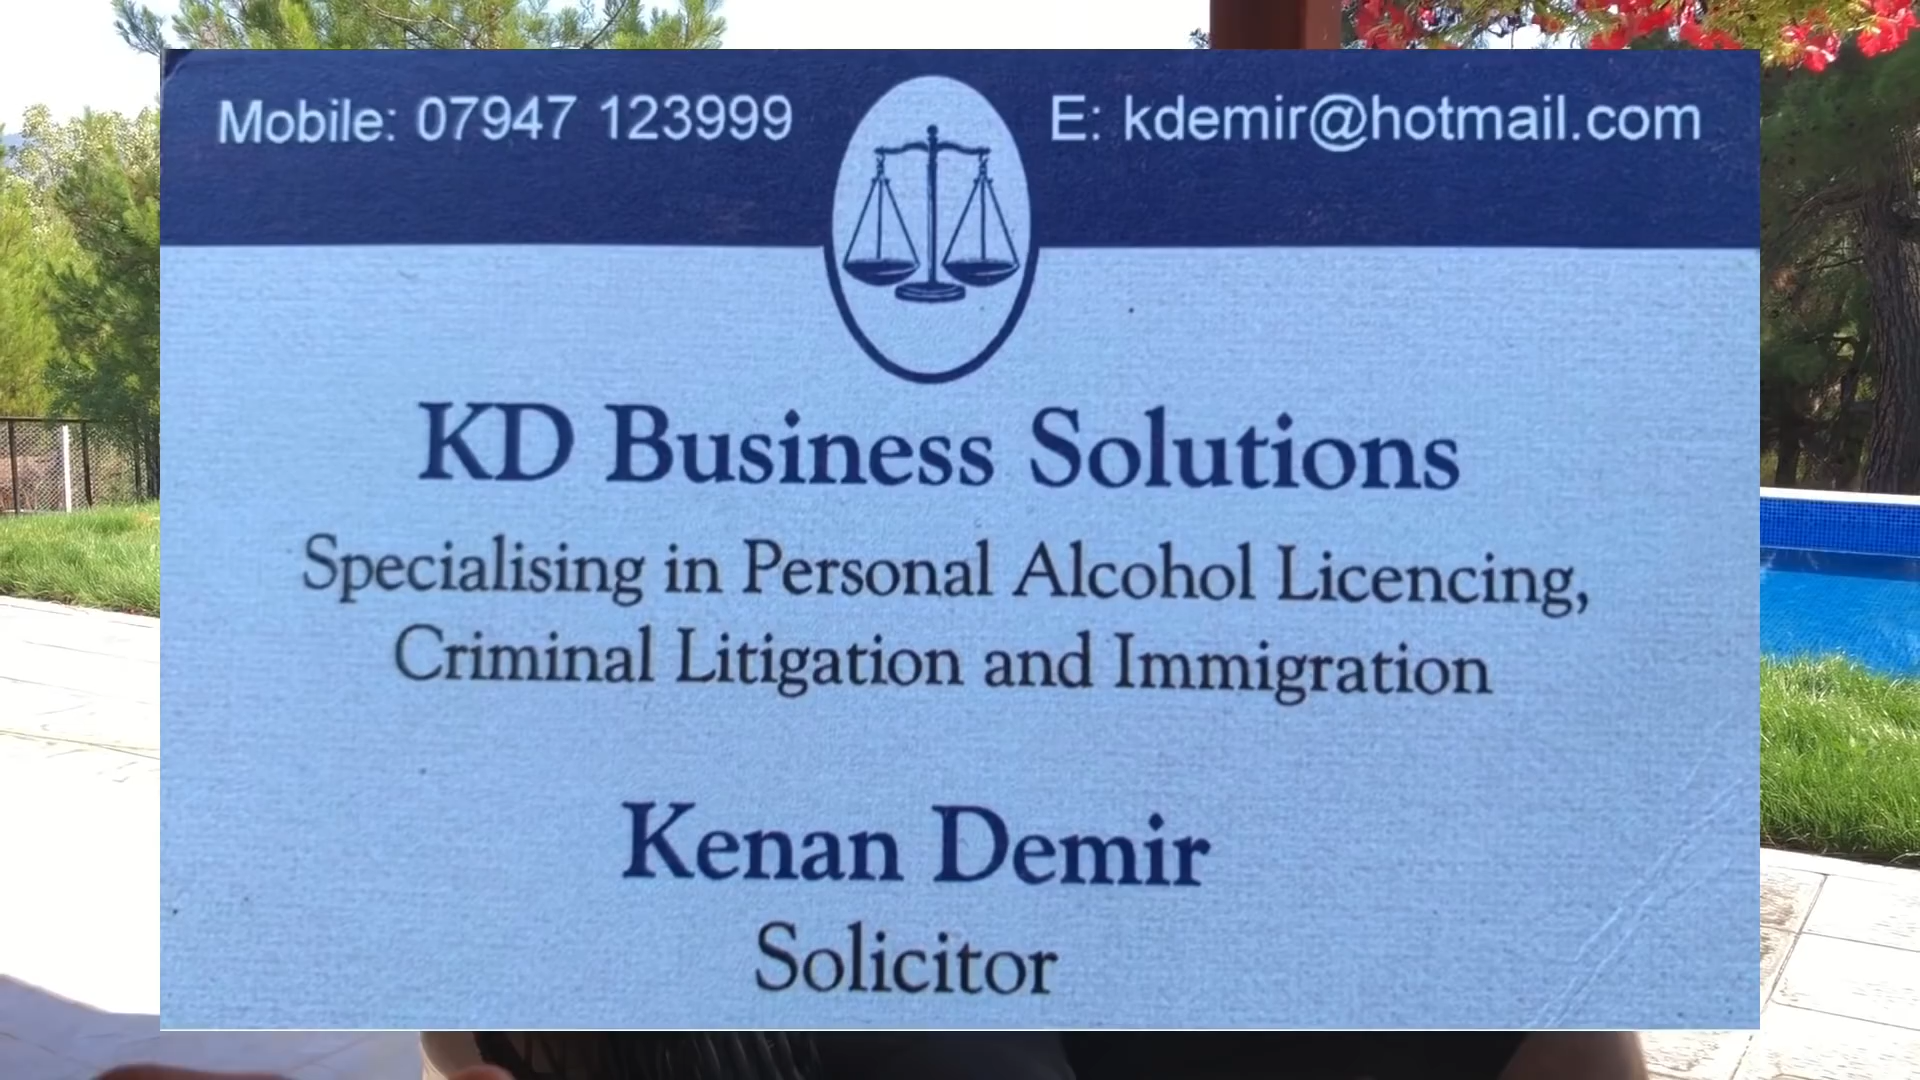 Mobile: 07947 123999
E: kdemir@hotmail.com
KD Business Solutions
Specialising in Personal Alcohol Licencing,
Criminal Litigation and Immigration
Kenan Demir
Solicitor